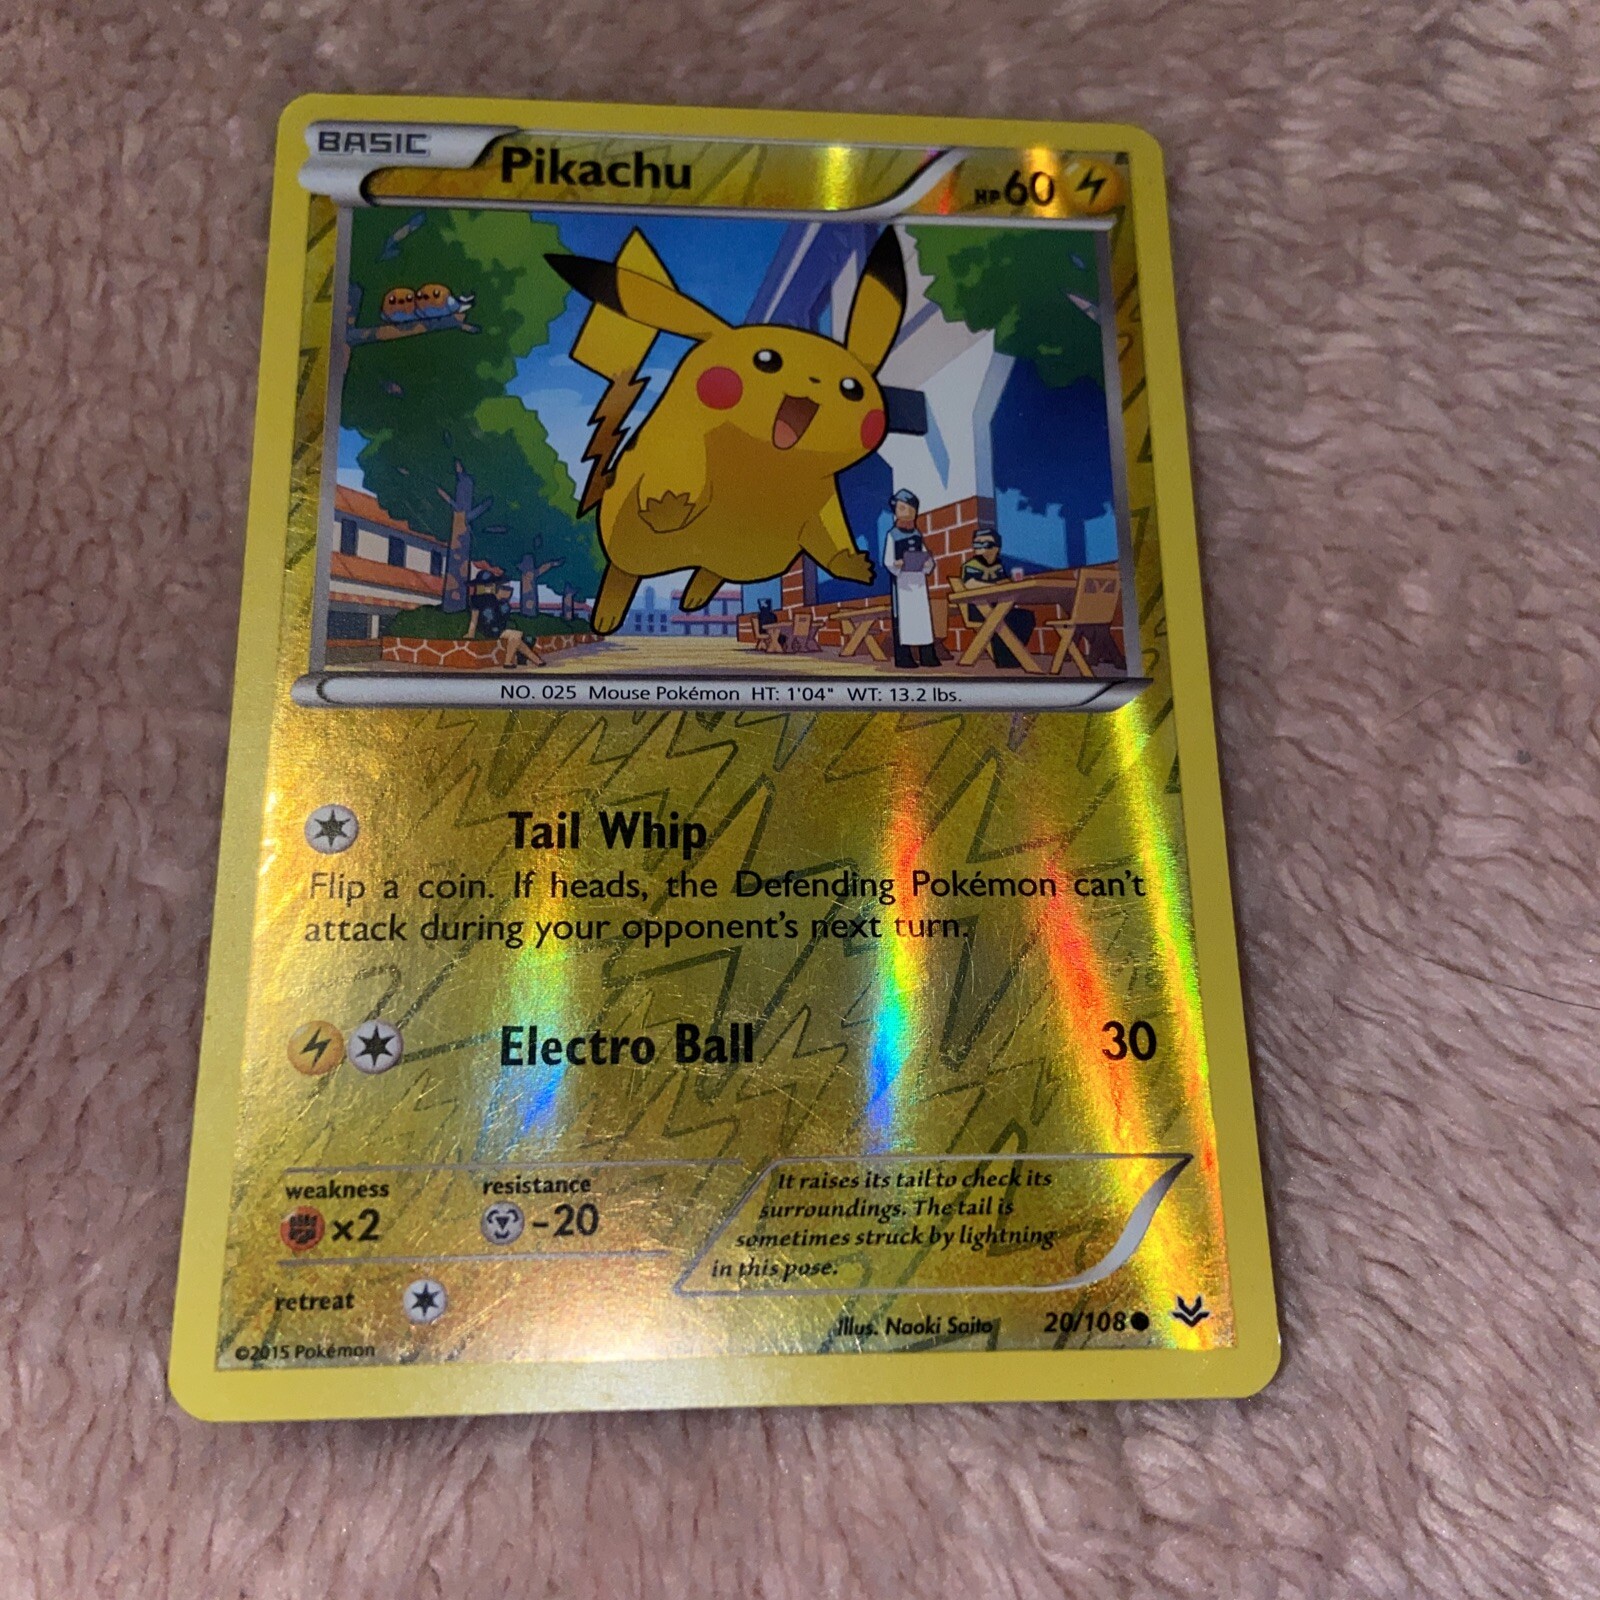 BASIC
Pikachu
HP60
NO. 025 Mouse Pokémon HT: 1'04" WT: 13.2 lbs.
Tail Whip
Flip a coin. If heads, the Defending Pokémon can't
attack during your opponent's next turn.
Electro Ball 30
weakness
×2
resistance
-20
It raises its tail to check its
surroundings. The tail is
sometimes struck by lightning
in this pose.
retreat
Illus. Naoki Saito 20/108
©2015 Pokémon